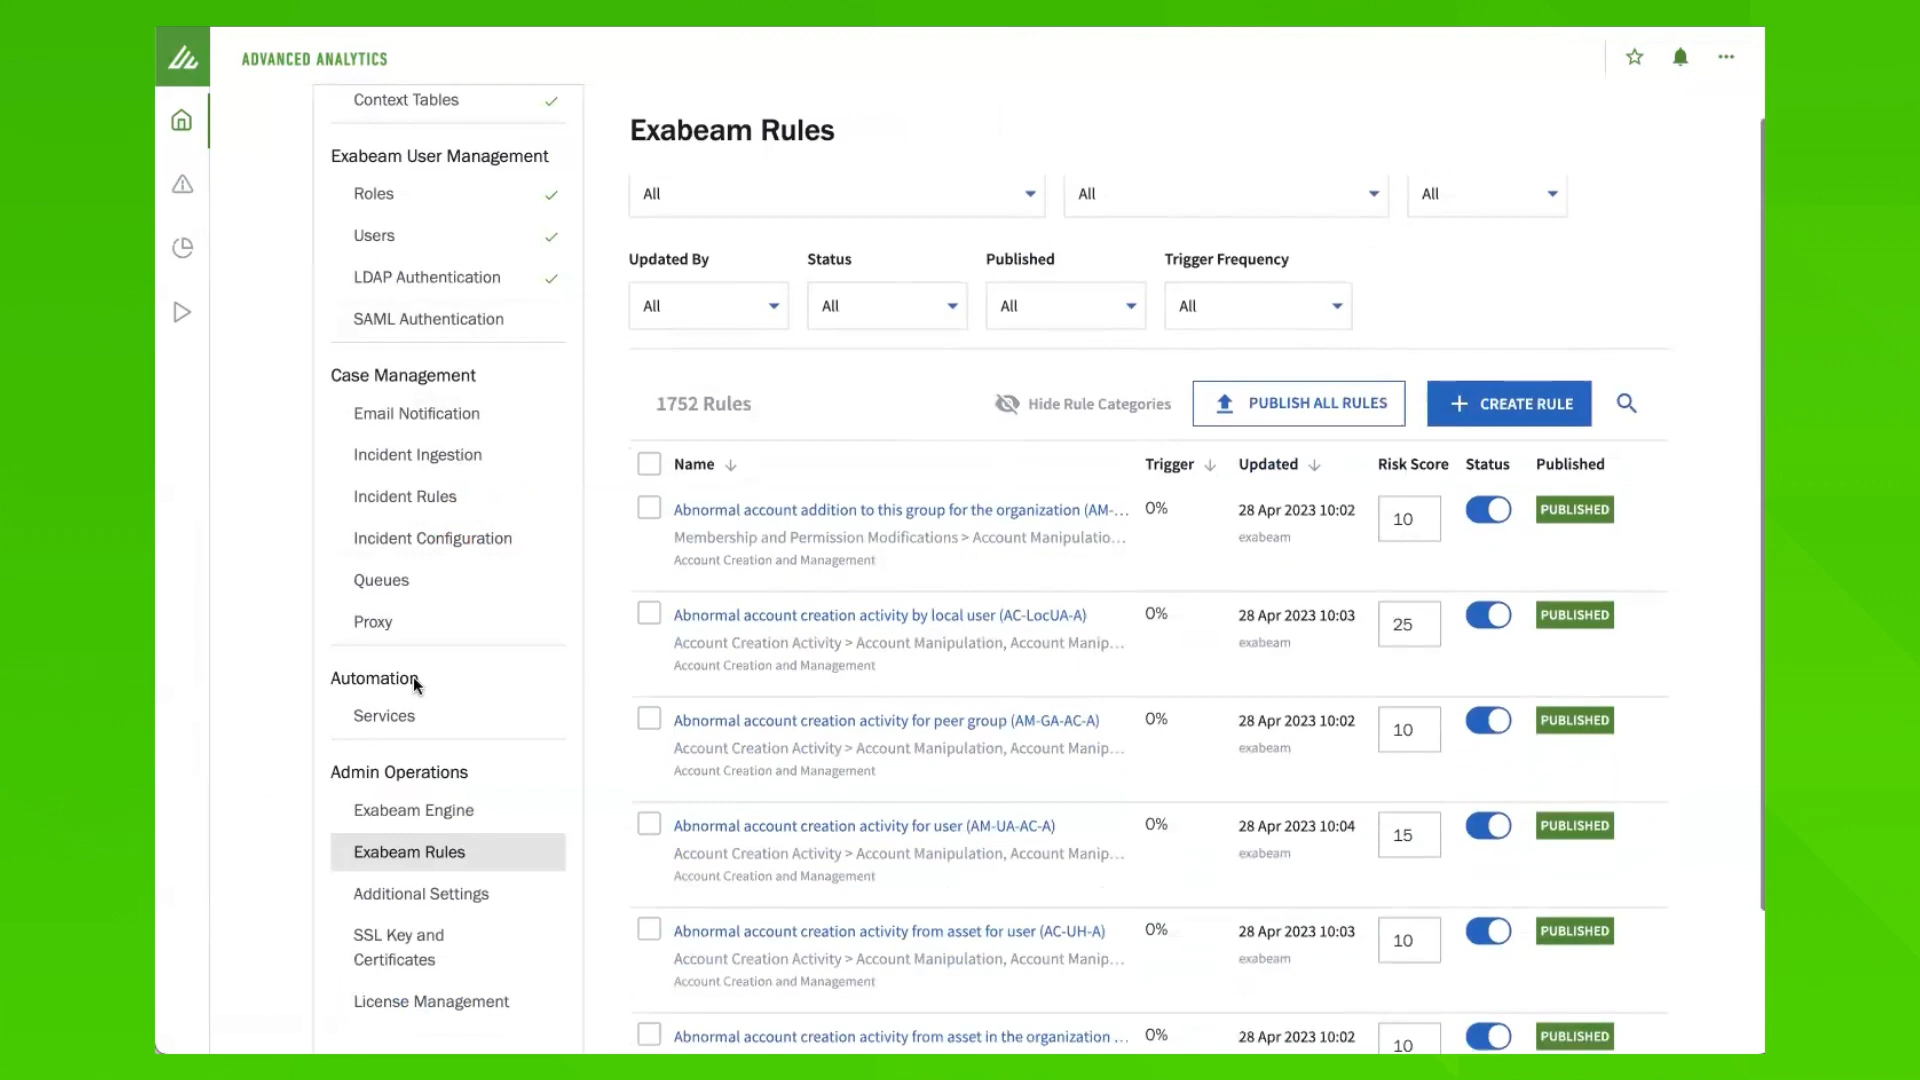 ADVANCED ANALYTICS
Context Tables
Exabeam User Management
Roles
Users
LDAP Authentication
SAML Authentication
Case Management
Email Notification
Incident Ingestion
Incident Rules
Incident Configuration
Queues
Proxy
Automation
Services
Admin Operations
Exabeam Engine
Exabeam Rules
Additional Settings
SSL Key and
Certificates
License Management
Exabeam Rules
All All All
Updated By Status Published Trigger Frequency
All All All All
1752 Rules Hide Rule Categories PUBLISH ALL RULES + CREATE RULE
Name Trigger Updated Risk Score Status Published
Abnormal account addition to this group for the organization (AM-... 0% 28 Apr 2023 10:02 10 PUBLISHED
Membership and Permission Modifications > Account Manipulatio... exabeam
Account Creation and Management
Abnormal account creation activity by local user (AC-LocUA-A) 0% 28 Apr 2023 10:03 25 PUBLISHED
Account Creation Activity > Account Manipulation, Account Manip... exabeam
Account Creation and Management
Abnormal account creation activity for peer group (AM-GA-AC-A) 0% 28 Apr 2023 10:02 10 PUBLISHED
Account Creation Activity > Account Manipulation, Account Manip... exabeam
Account Creation and Management
Abnormal account creation activity for user (AM-UA-AC-A) 0% 28 Apr 2023 10:04 15 PUBLISHED
Account Creation Activity > Account Manipulation, Account Manip... exabeam
Account Creation and Management
Abnormal account creation activity from asset for user (AC-UH-A) 0% 28 Apr 2023 10:03 10 PUBLISHED
Account Creation Activity > Account Manipulation, Account Manip... exabeam
Account Creation and Management
Abnormal account creation activity from asset in the organization ... 0% 28 Apr 2023 10:02 10 PUBLISHED